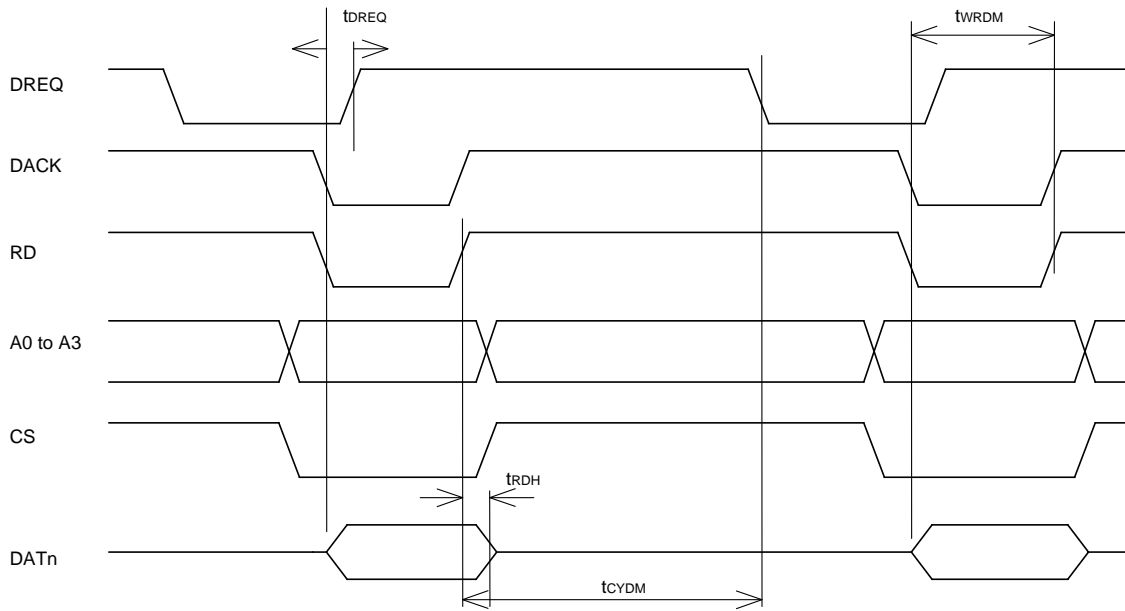 tDREQ
tWRDM
DREQ
DACK
RD
A0 to A3
CS
tRDH
DATn
tCYDM